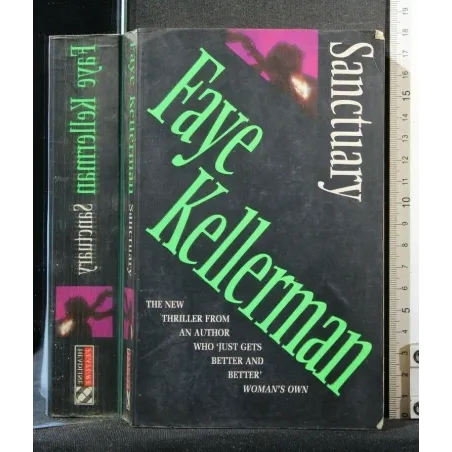 Faye Kellerman Sanctuary
Faye Kellerman Sanctuary
Sanctuary
Faye
Kellerman
THE NEW
THRILLER FROM
AN AUTHOR
WHO 'JUST GETS
BETTER AND
BETTER'
WOMAN'S OWN